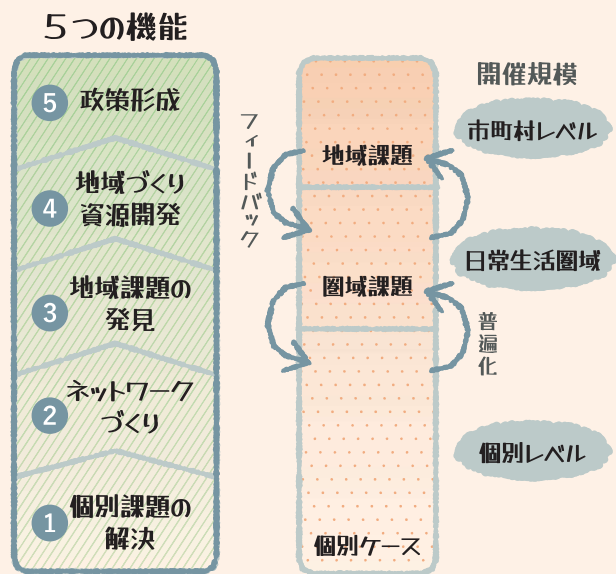 ５つの機能
5 政策形成
4 地域づくり
資源開発
3 地域課題の
発見
2 ネットワーク
づくり
1 個別課題の
解決
フィードバック
地域課題
圏域課題
個別ケース
普遍化
開催規模
市町村レベル
日常生活圏域
個別レベル